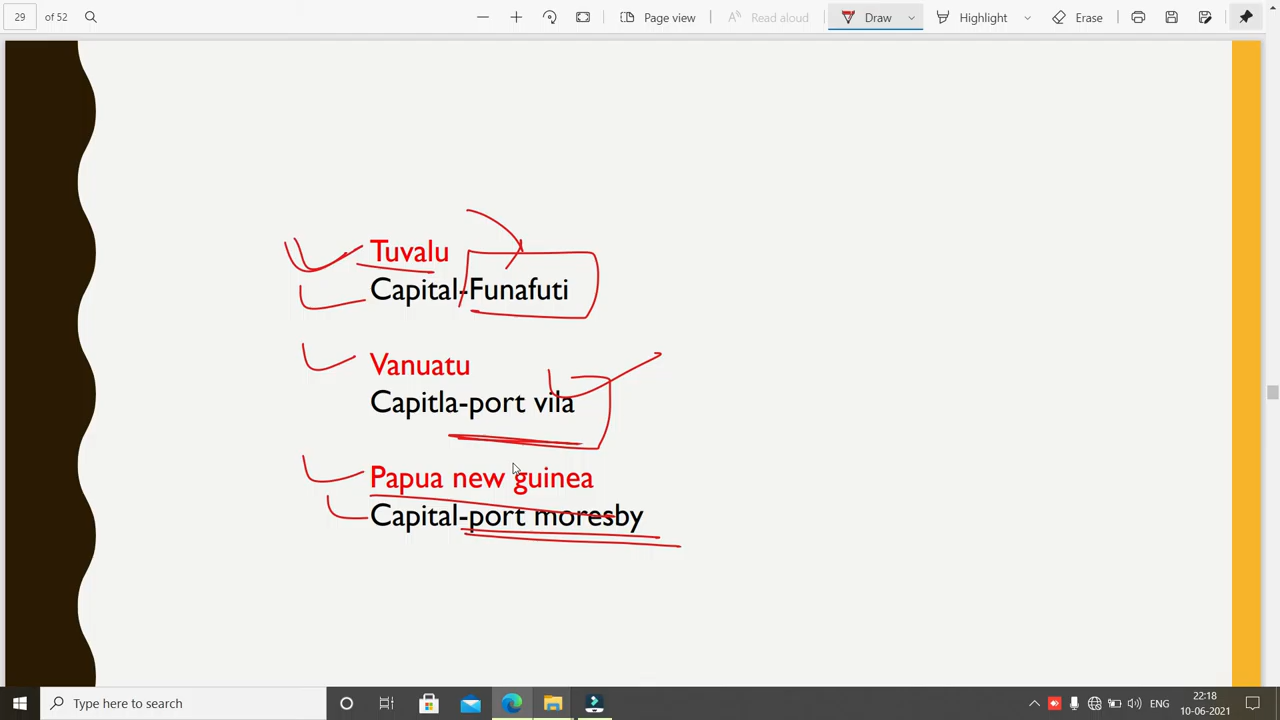 29 of 52 Page view Read aloud Draw Highlight Erase
Tuvalu
Capital-Funafuti
Vanuatu
Capitla-port vila
Papua new guinea
Capital-port moresby
Type here to search ENG 22:18
10-06-2021